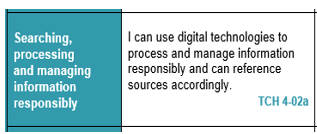 Searching,
processing
and managing
information
responsibly
I can use digital technologies to
process and manage information
responsibly and can reference
sources accordingly.
TCH 4-02a